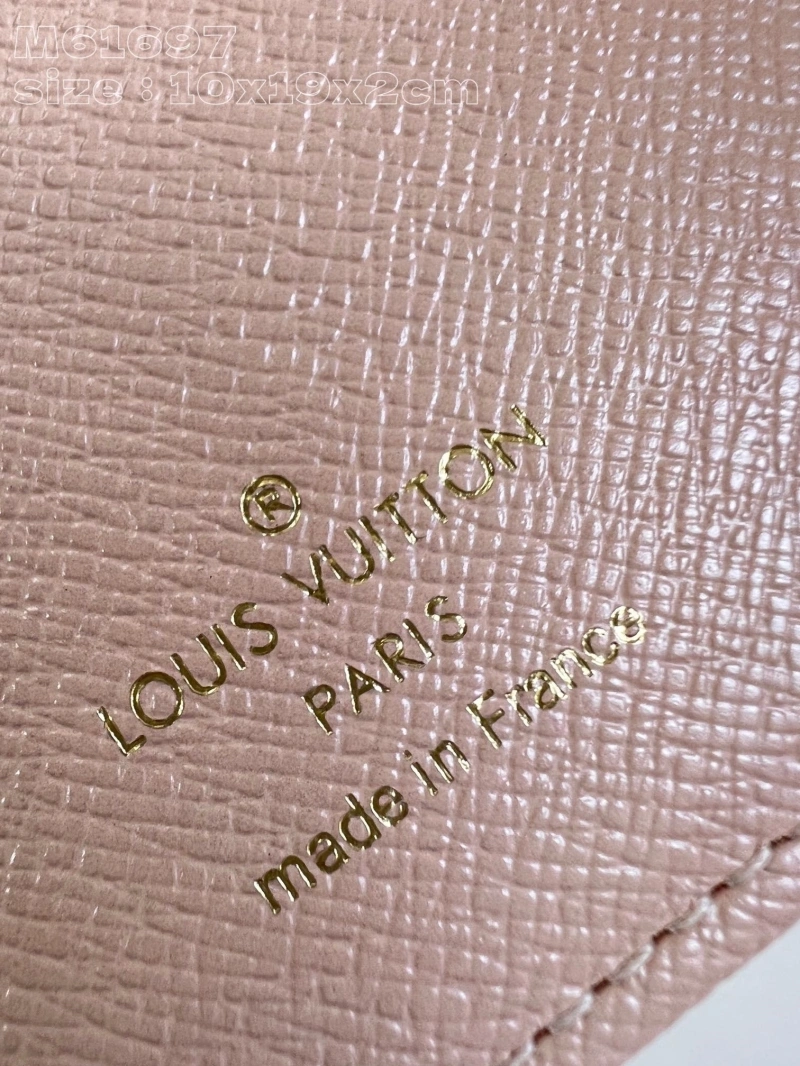 M61697
size : 10x19x2cm
®
LOUIS VUITTON
PARIS
made in France